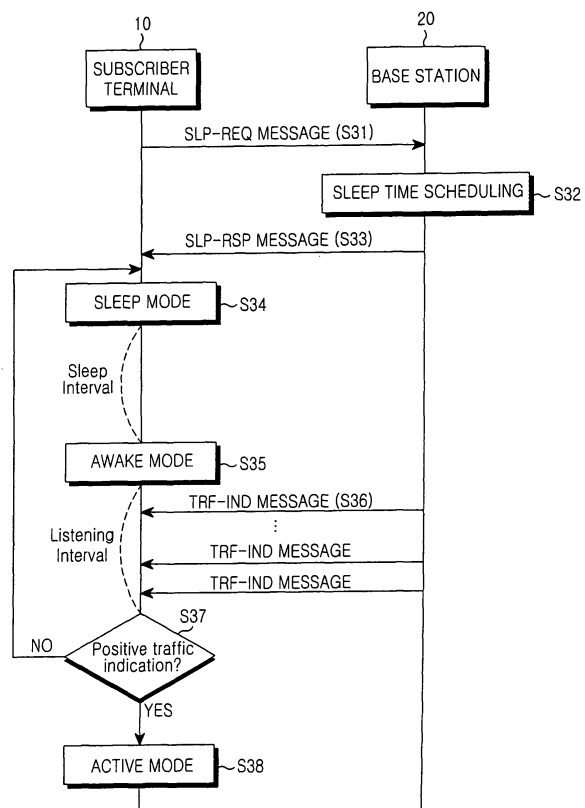 10
20
SUBSCRIBER
TERMINAL
BASE STATION
SLP-REQ MESSAGE (S31)
SLEEP TIME SCHEDULING
S32
SLP-RSP MESSAGE (S33)
SLEEP MODE
S34
Sleep
Interval
AWAKE MODE
S35
TRF-IND MESSAGE (S36)
Listening
Interval
TRF-IND MESSAGE
TRF-IND MESSAGE
S37
NO
Positive traffic
indication?
YES
ACTIVE MODE
S38